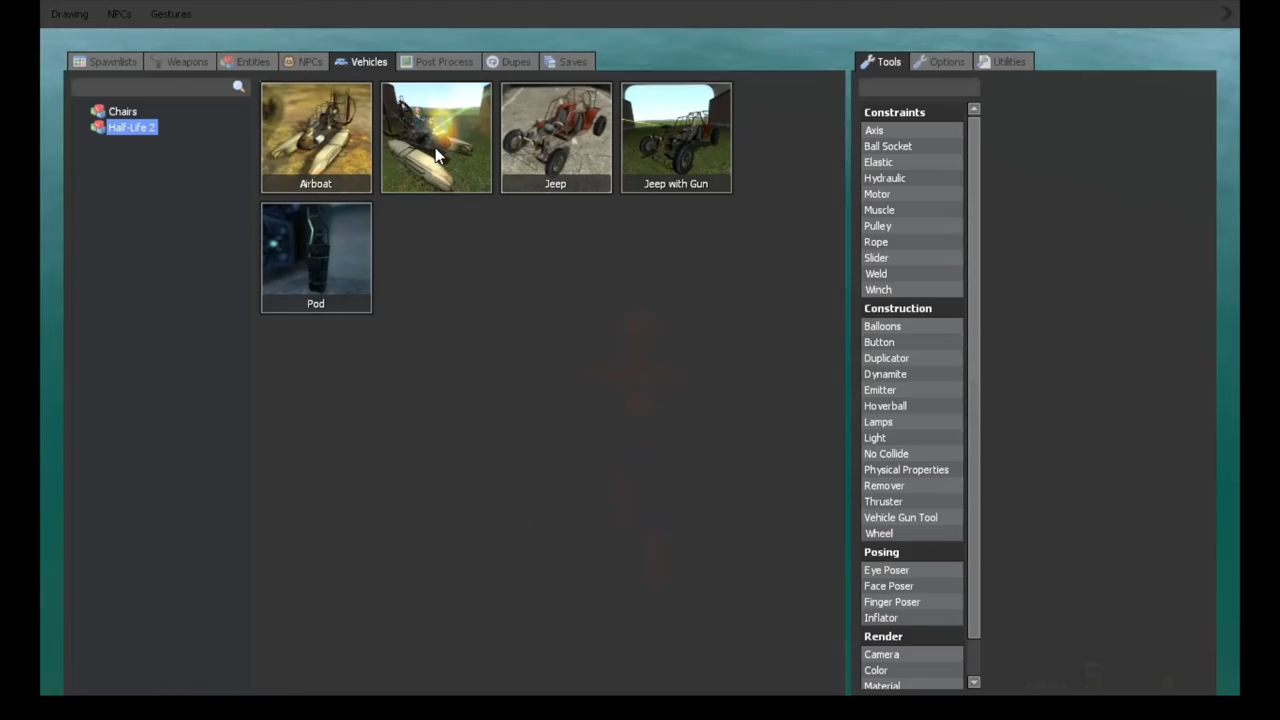 Drawing NPCs Gestures
Spawnlists Weapons Entities NPCs Vehicles Post Process Dupes Saves
Tools Options Utilities
Chairs
Half-Life 2
Airboat
Jeep
Jeep with Gun
Pod
Constraints
Axis
Ball Socket
Elastic
Hydraulic
Motor
Muscle
Pulley
Rope
Slider
Weld
Winch
Construction
Balloons
Button
Duplicator
Dynamite
Emitter
Hoverball
Lamps
Light
No Collide
Physical Properties
Remover
Thruster
Vehicle Gun Tool
Wheel
Posing
Eye Poser
Face Poser
Finger Poser
Inflator
Render
Camera
Color
Material